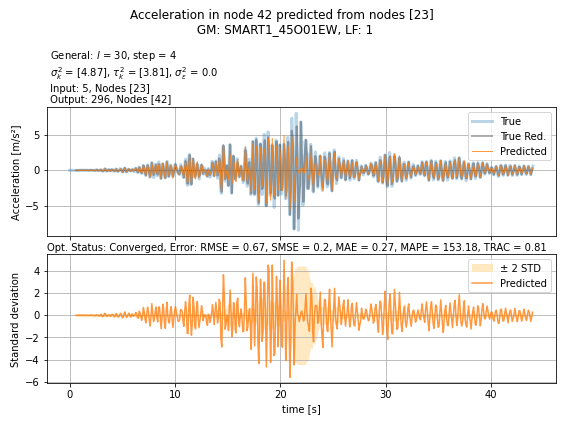 Acceleration in node 42 predicted from nodes [23]
GM: SMART1_45O01EW, LF: 1
General: l = 30, step = 4
σ²ₖ = [4.87], τ²ₖ = [3.81], σ²ε = 0.0
Input: 5, Nodes [23]
Output: 296, Nodes [42]
Acceleration [m/s²]
5
0
−5
True
True Red.
Predicted
Opt. Status: Converged, Error: RMSE = 0.67, SMSE = 0.2, MAE = 0.27, MAPE = 153.18, TRAC = 0.81
Standard deviation
4
2
0
−2
−4
−6
± 2 STD
Predicted
0 10 20 30 40
time [s]